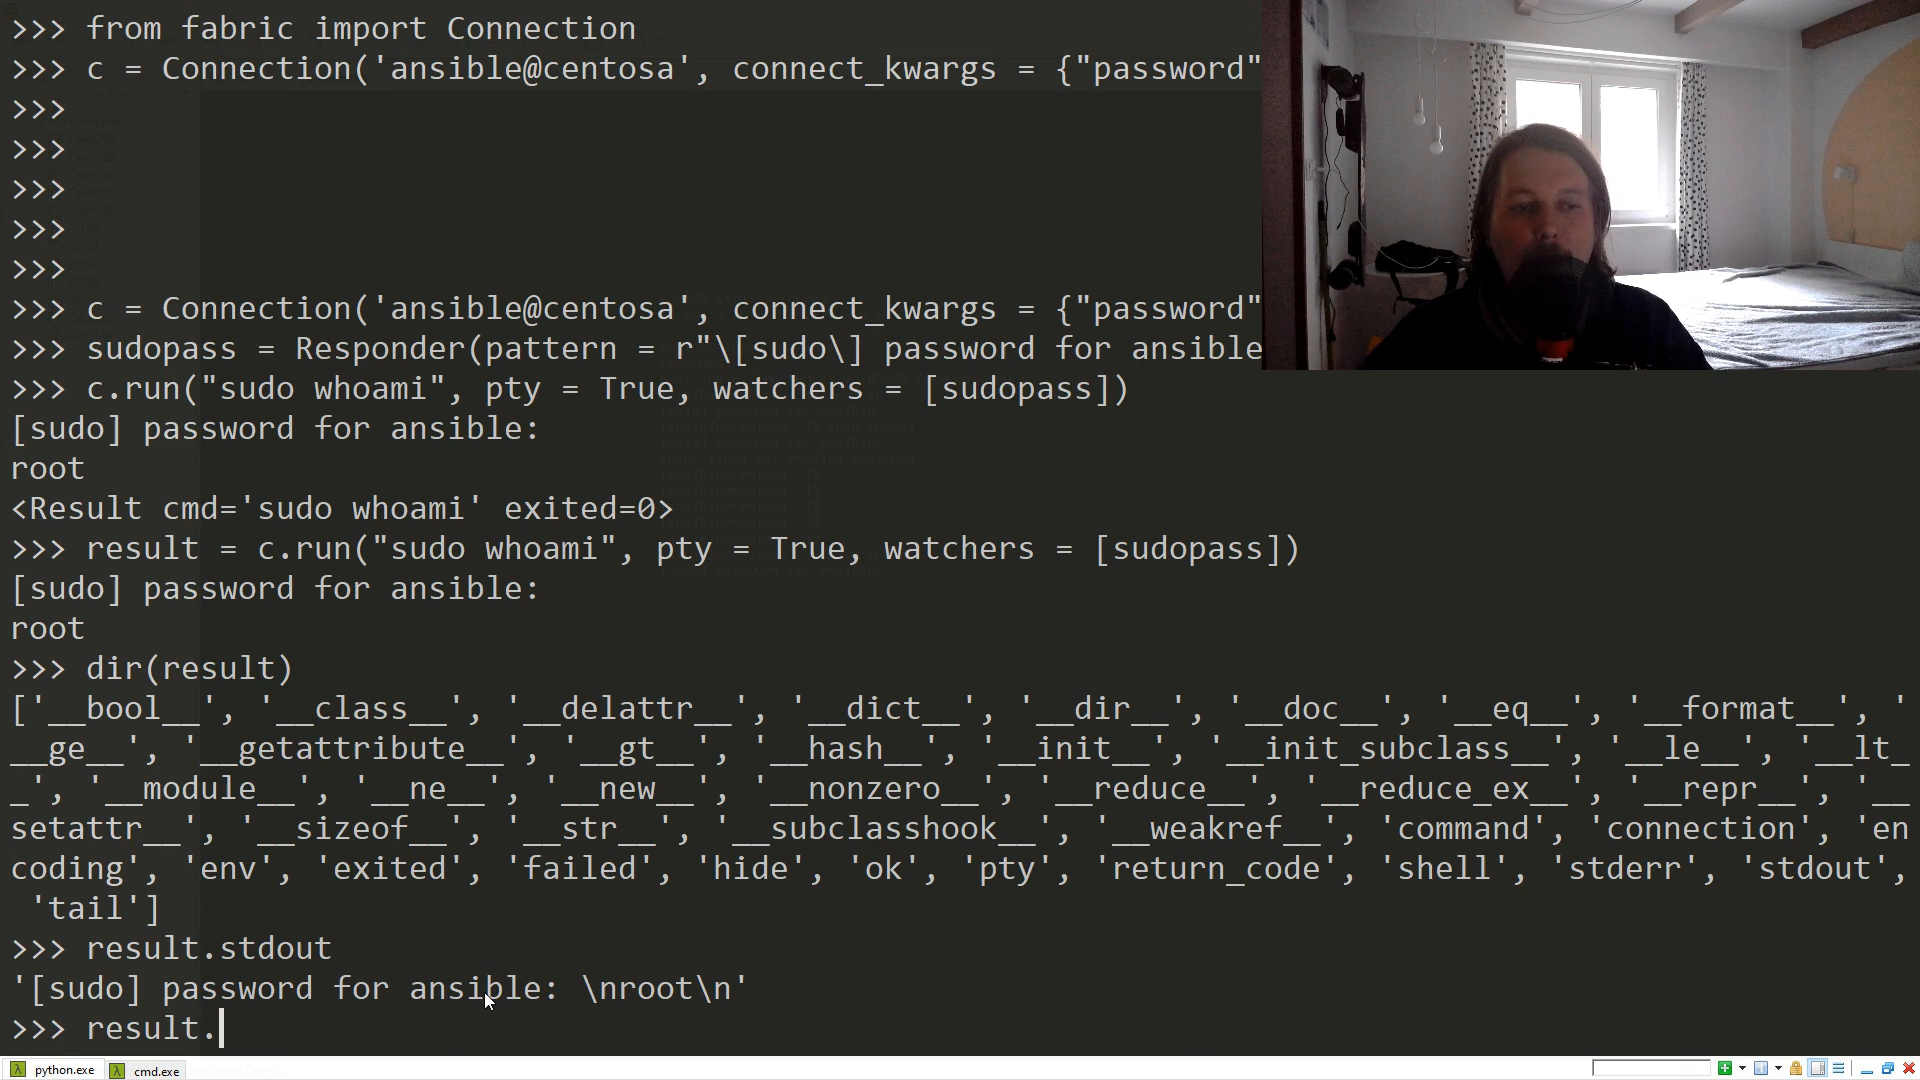 >>> from fabric import Connection
>>> c = Connection('ansible@centosa', connect_kwargs = {"password"
>>>
>>>
>>>
>>>
>>>
>>> c = Connection('ansible@centosa', connect_kwargs = {"password"
>>> sudopass = Responder(pattern = r"\[sudo\] password for ansible
>>> c.run("sudo whoami", pty = True, watchers = [sudopass])
[sudo] password for ansible:
root
<Result cmd='sudo whoami' exited=0>
>>> result = c.run("sudo whoami", pty = True, watchers = [sudopass])
[sudo] password for ansible:
root
>>> dir(result)
['__bool__', '__class__', '__delattr__', '__dict__', '__dir__', '__doc__', '__eq__', '__format__', '
__ge__', '__getattribute__', '__gt__', '__hash__', '__init__', '__init_subclass__', '__le__', '__lt_
_', '__module__', '__ne__', '__new__', '__nonzero__', '__reduce__', '__reduce_ex__', '__repr__', '__
setattr__', '__sizeof__', '__str__', '__subclasshook__', '__weakref__', 'command', 'connection', 'en
coding', 'env', 'exited', 'failed', 'hide', 'ok', 'pty', 'return_code', 'shell', 'stderr', 'stdout',
 'tail']
>>> result.stdout
'[sudo] password for ansible: \nroot\n'
>>> result.
python.exe
cmd.exe